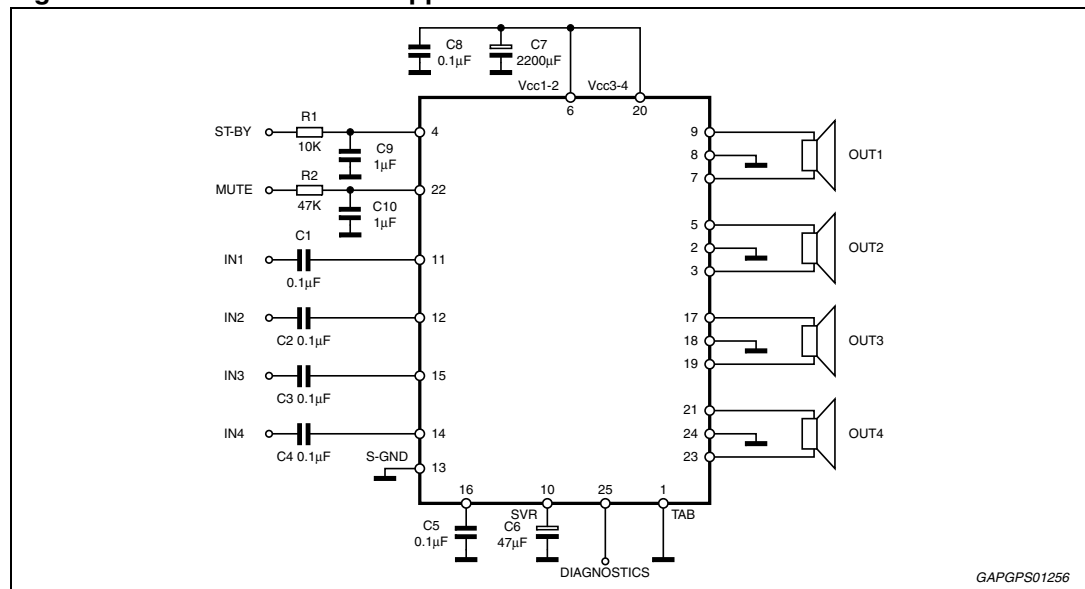 C8
0.1μF
C7
2200μF
Vcc1-2
Vcc3-4
6
20
ST-BY
R1
10K
4
C9
1μF
MUTE
R2
47K
22
C10
1μF
IN1
C1
0.1μF
11
IN2
C2 0.1μF
12
IN3
C3 0.1μF
15
IN4
C4 0.1μF
14
S-GND
13
9
8
7
OUT1
5
2
3
OUT2
17
18
19
OUT3
21
24
23
OUT4
16
10
25
1
SVR
TAB
C5
0.1μF
C6
47μF
DIAGNOSTICS
GAPGPS01256